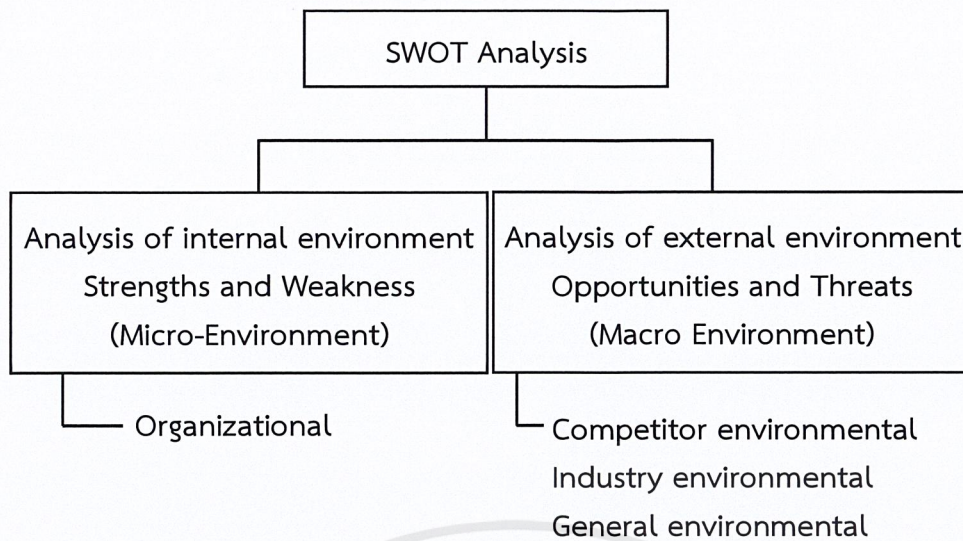 SWOT Analysis
Analysis of internal environment
Strengths and Weakness
(Micro-Environment)
Organizational
Analysis of external environment
Opportunities and Threats
(Macro Environment)
Competitor environmental
Industry environmental
General environmental